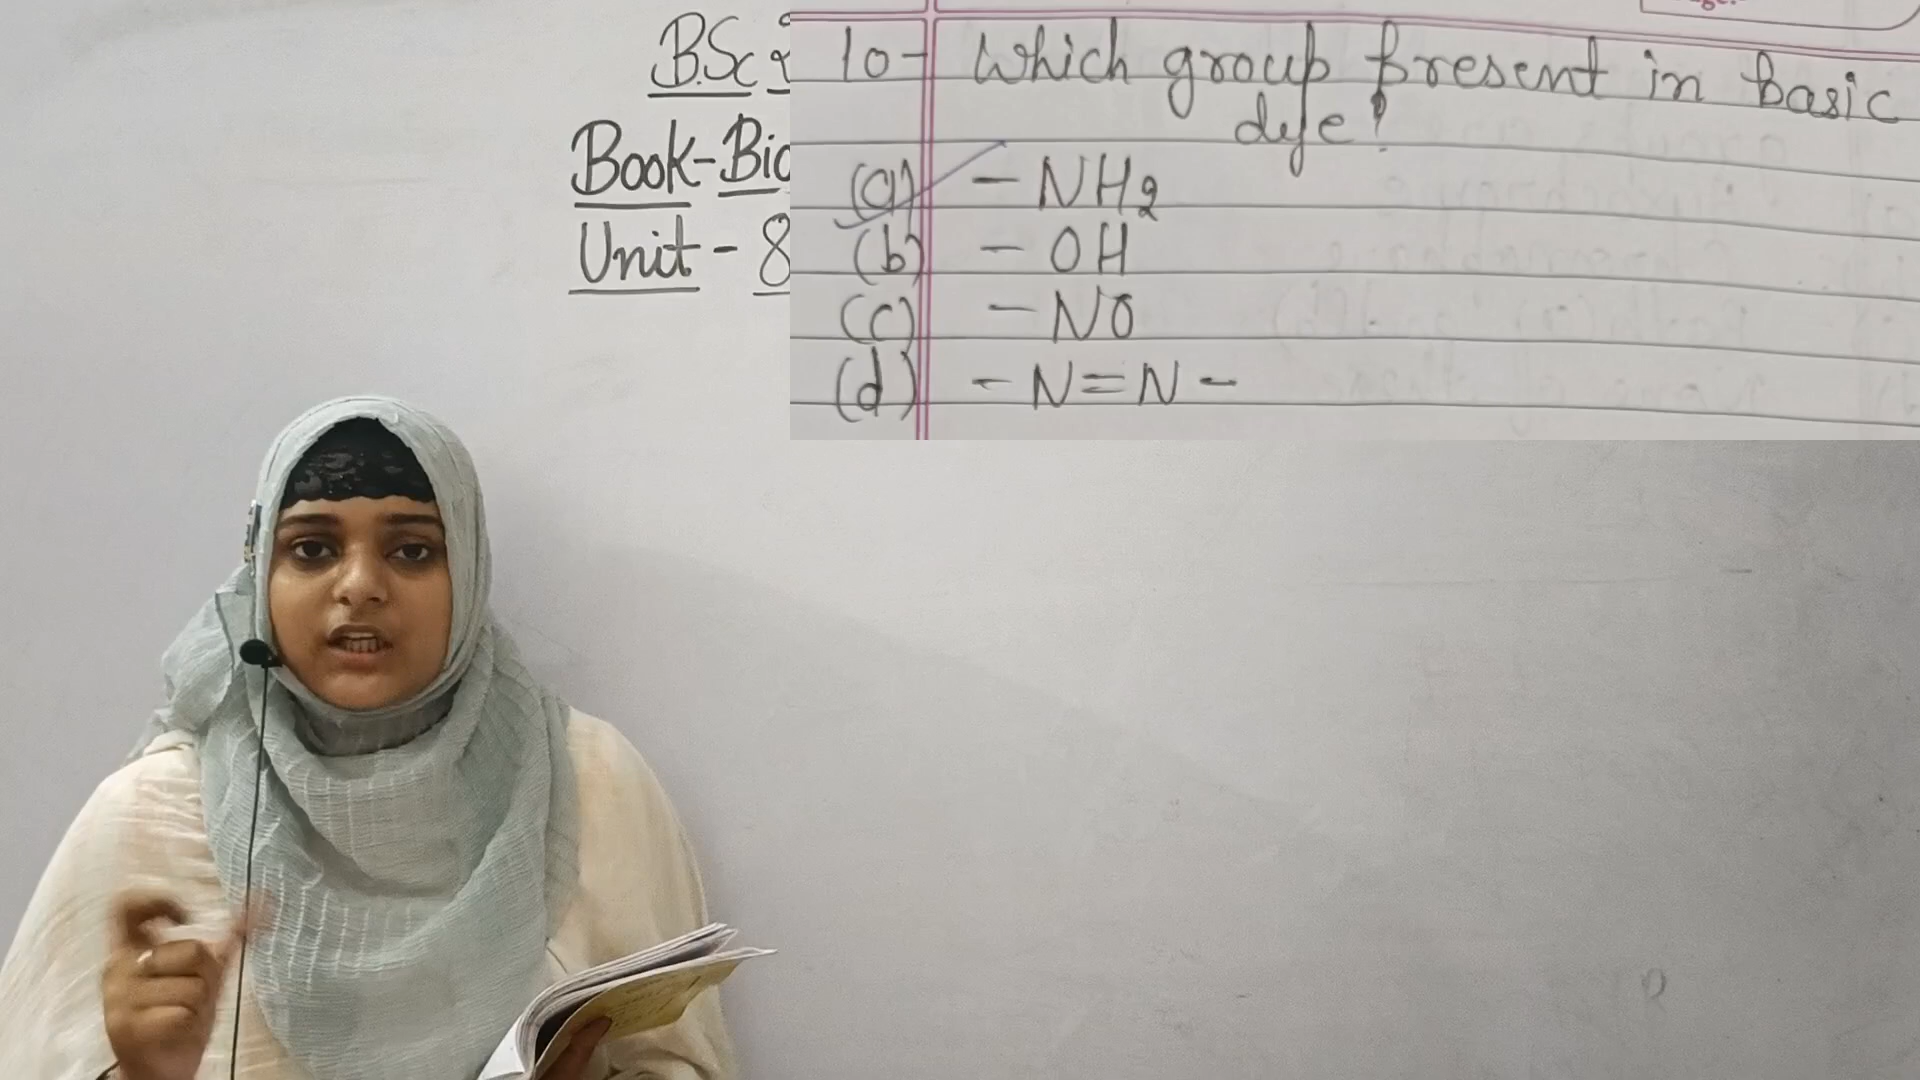 B.Sc
Book-Bio
Unit - 8
10- Which group present in basic
dye?
(a) - NH2
(b) - OH
(c) - NO
(d) - N=N -